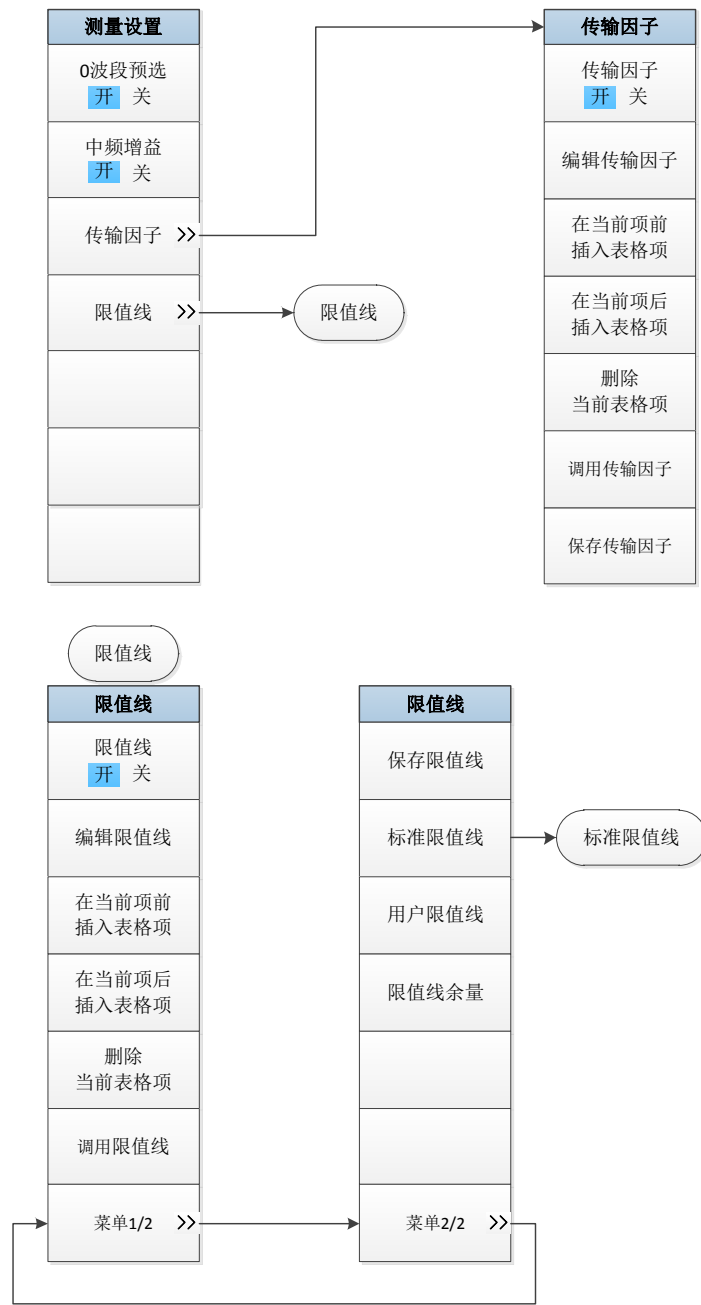 测量设置
0波段预选
开 关
中频增益
开 关
传输因子 >>
限值线 >>
限值线
传输因子
传输因子
开 关
编辑传输因子
在当前项前
插入表格项
在当前项后
插入表格项
删除
当前表格项
调用传输因子
保存传输因子
限值线
限值线
限值线
开 关
编辑限值线
在当前项前
插入表格项
在当前项后
插入表格项
删除
当前表格项
调用限值线
菜单1/2 >>
限值线
保存限值线
标准限值线
用户限值线
限值线余量
菜单2/2 >>
标准限值线